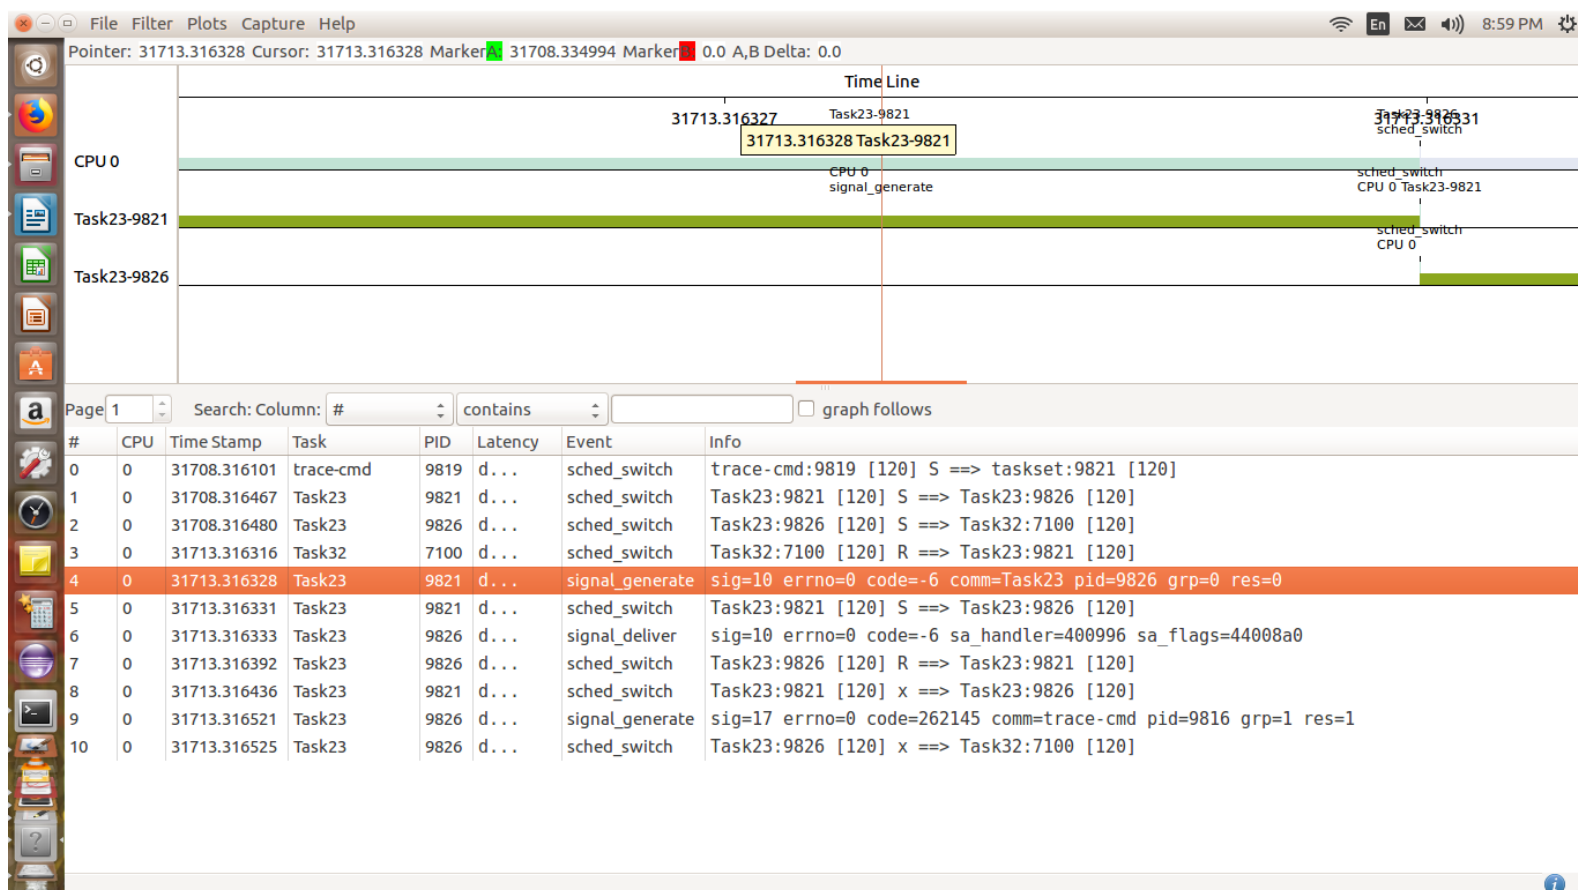 File Filter Plots Capture Help En 8:59 PM
Pointer: 31713.316328 Cursor: 31713.316328 MarkerA: 31708.334994 MarkerB: 0.0 A,B Delta: 0.0
Time Line
31713.316327 Task23-9821 Task23-9826
31713.316331
sched_switch
31713.316328 Task23-9821
CPU 0
CPU 0 sched_switch
signal_generate CPU 0 Task23-9821
Task23-9821
sched_switch
CPU 0
Task23-9826
Page 1 Search: Column: # contains graph follows
# CPU Time Stamp Task PID Latency Event Info
0 0 31708.316101 trace-cmd 9819 d... sched_switch trace-cmd:9819 [120] S ==> taskset:9821 [120]
1 0 31708.316467 Task23 9821 d... sched_switch Task23:9821 [120] S ==> Task23:9826 [120]
2 0 31708.316480 Task23 9826 d... sched_switch Task23:9826 [120] S ==> Task32:7100 [120]
3 0 31713.316316 Task32 7100 d... sched_switch Task32:7100 [120] R ==> Task23:9821 [120]
4 0 31713.316328 Task23 9821 d... signal_generate sig=10 errno=0 code=-6 comm=Task23 pid=9826 grp=0 res=0
5 0 31713.316331 Task23 9821 d... sched_switch Task23:9821 [120] S ==> Task23:9826 [120]
6 0 31713.316333 Task23 9826 d... signal_deliver sig=10 errno=0 code=-6 sa_handler=400996 sa_flags=44008a0
7 0 31713.316392 Task23 9826 d... sched_switch Task23:9826 [120] R ==> Task23:9821 [120]
8 0 31713.316436 Task23 9821 d... sched_switch Task23:9821 [120] x ==> Task23:9826 [120]
9 0 31713.316521 Task23 9826 d... signal_generate sig=17 errno=0 code=262145 comm=trace-cmd pid=9816 grp=1 res=1
10 0 31713.316525 Task23 9826 d... sched_switch Task23:9826 [120] x ==> Task32:7100 [120]